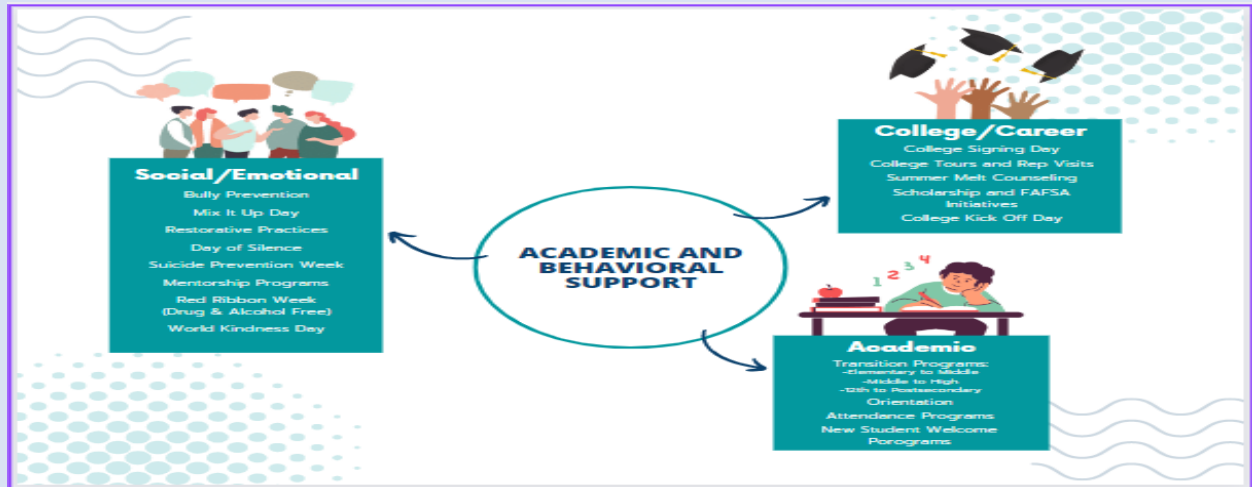 Social/Emotional
Bully Prevention
Mix It Up Day
Restorative Practices
Day of Silence
Suicide Prevention Week
Mentorship Programs
Red Ribbon Week
(Drug & Alcohol Free)
World Kindness Day
ACADEMIC AND
BEHAVIORAL
SUPPORT
College/Career
College Signing Day
College Tours and Rep Visits
Summer Melt Counseling
Scholarship and FAFSA
Initiatives
College Kick Off Day
1 2 3 4
Academic
Transition Programs:
-Elementary to Middle
-Middle to High
-12th to Postsecondary
Orientation
Attendance Programs
New Student Welcome
Porograms